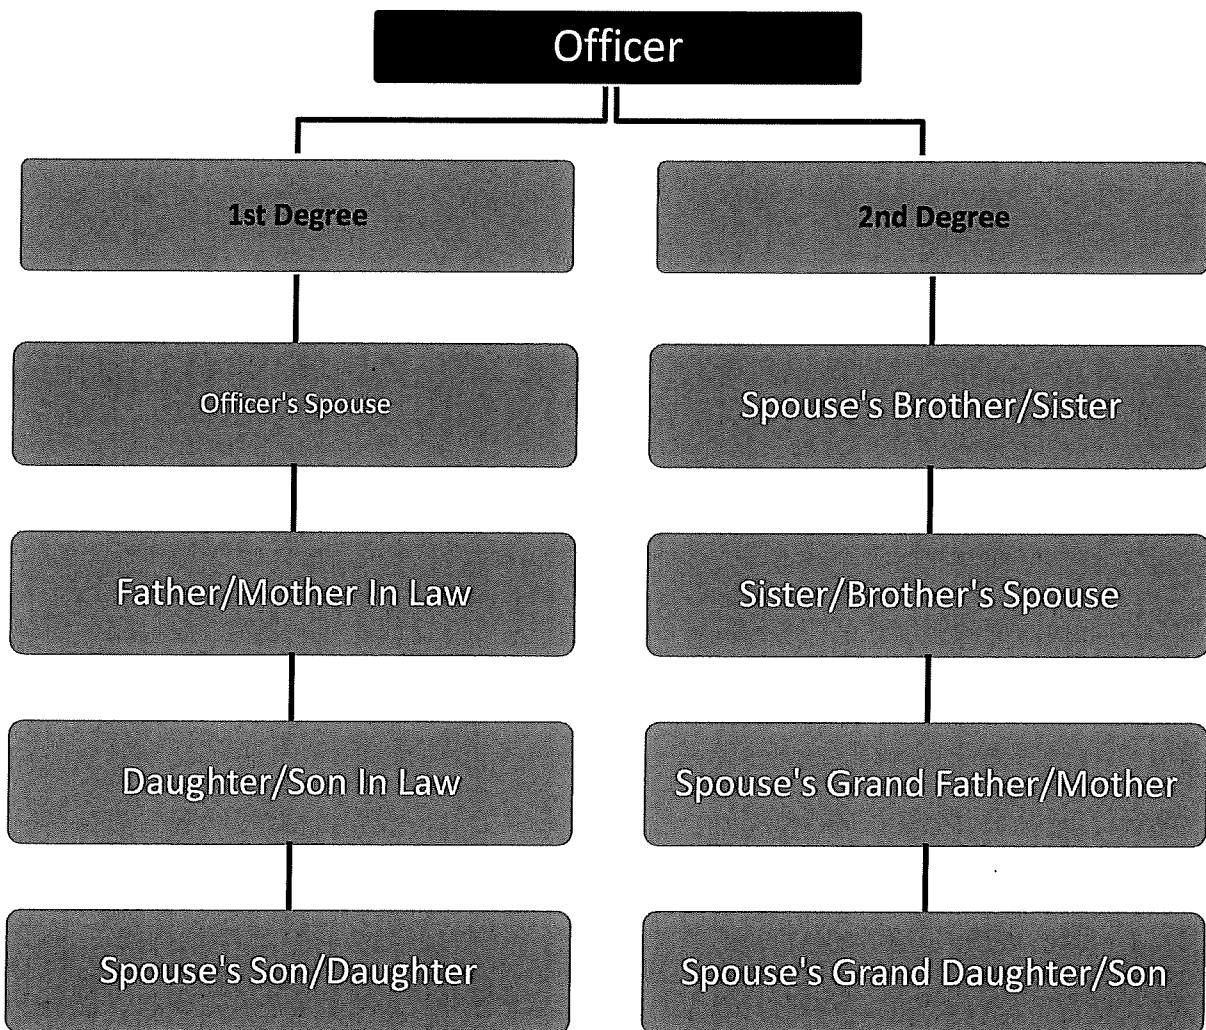 Officer
1st Degree
2nd Degree
Officer's Spouse
Spouse's Brother/Sister
Father/Mother In Law
Sister/Brother's Spouse
Daughter/Son In Law
Spouse's Grand Father/Mother
Spouse's Son/Daughter
Spouse's Grand Daughter/Son